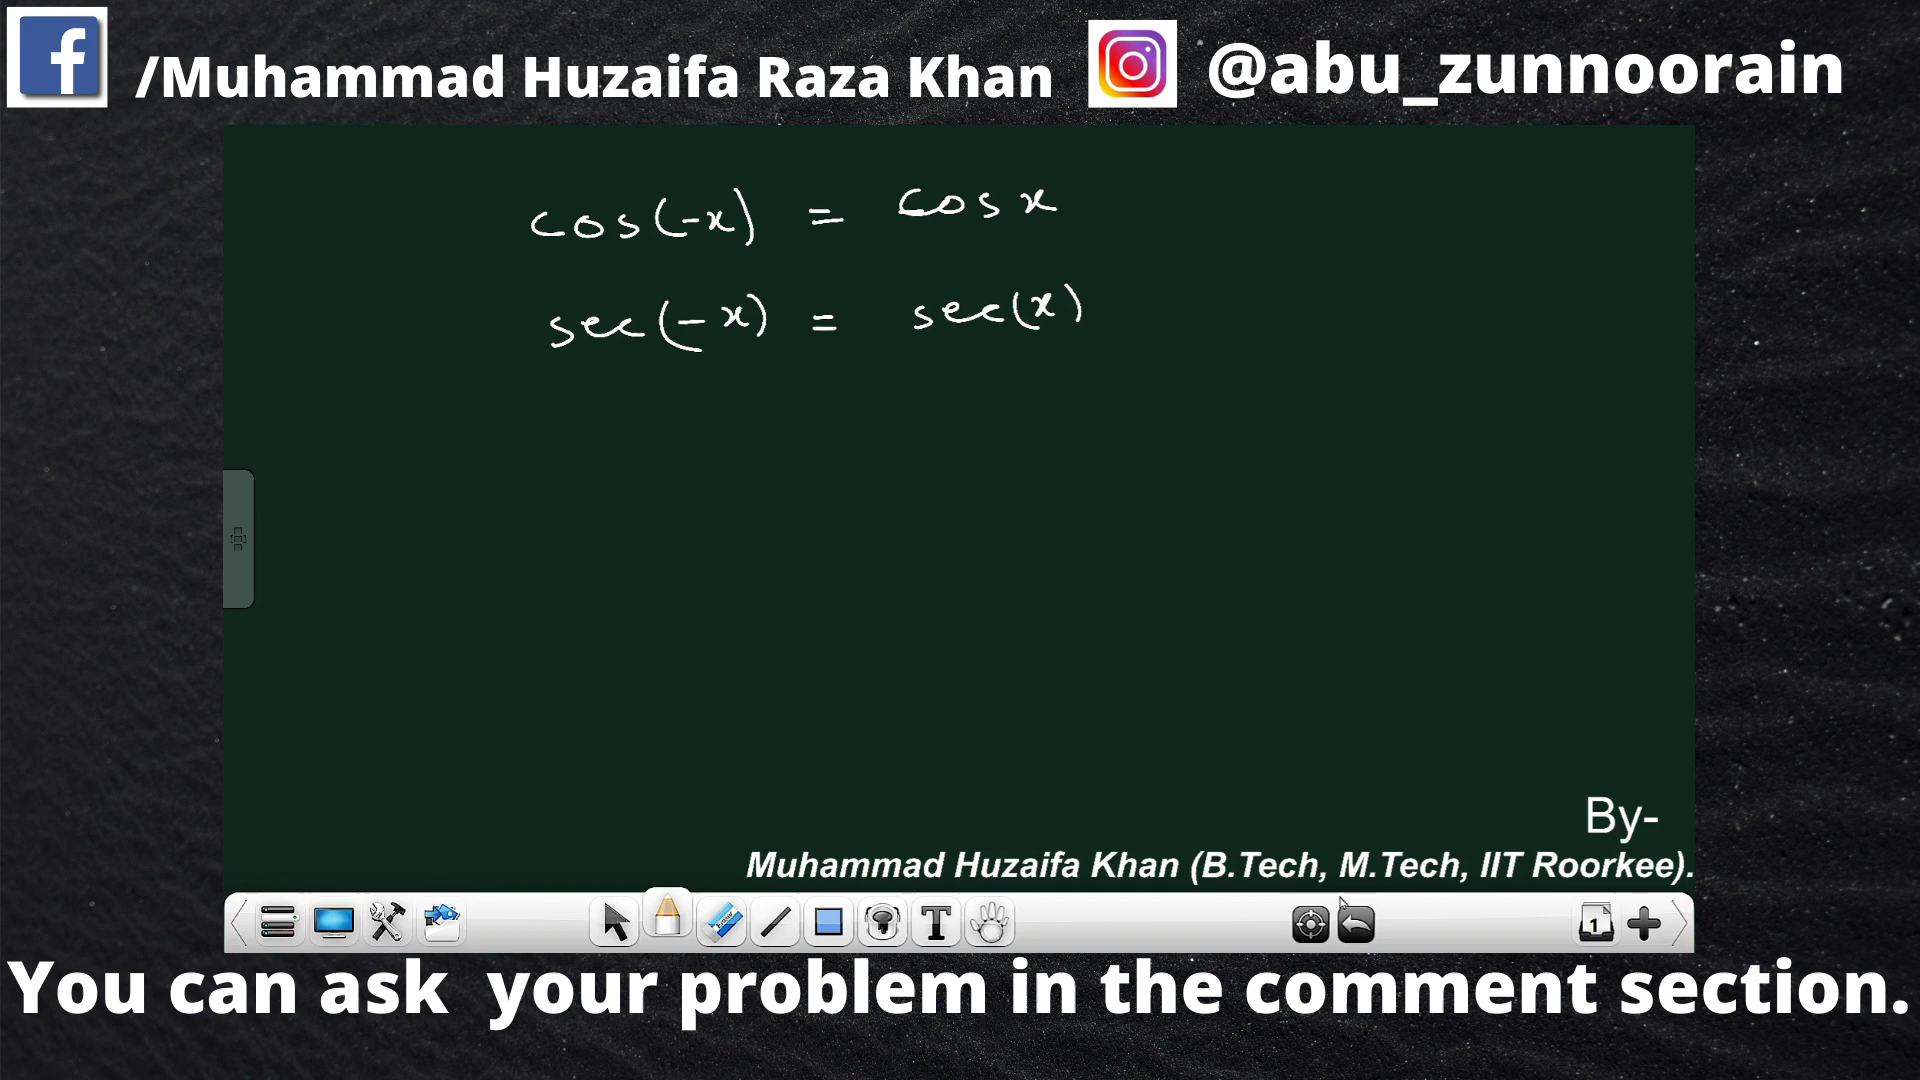 f /Muhammad Huzaifa Raza Khan @abu_zunnoorain
cos(-x) = cos x
sec(-x) = sec(x)
By-
Muhammad Huzaifa Khan (B.Tech, M.Tech, IIT Roorkee).
T 1
You can ask your problem in the comment section.